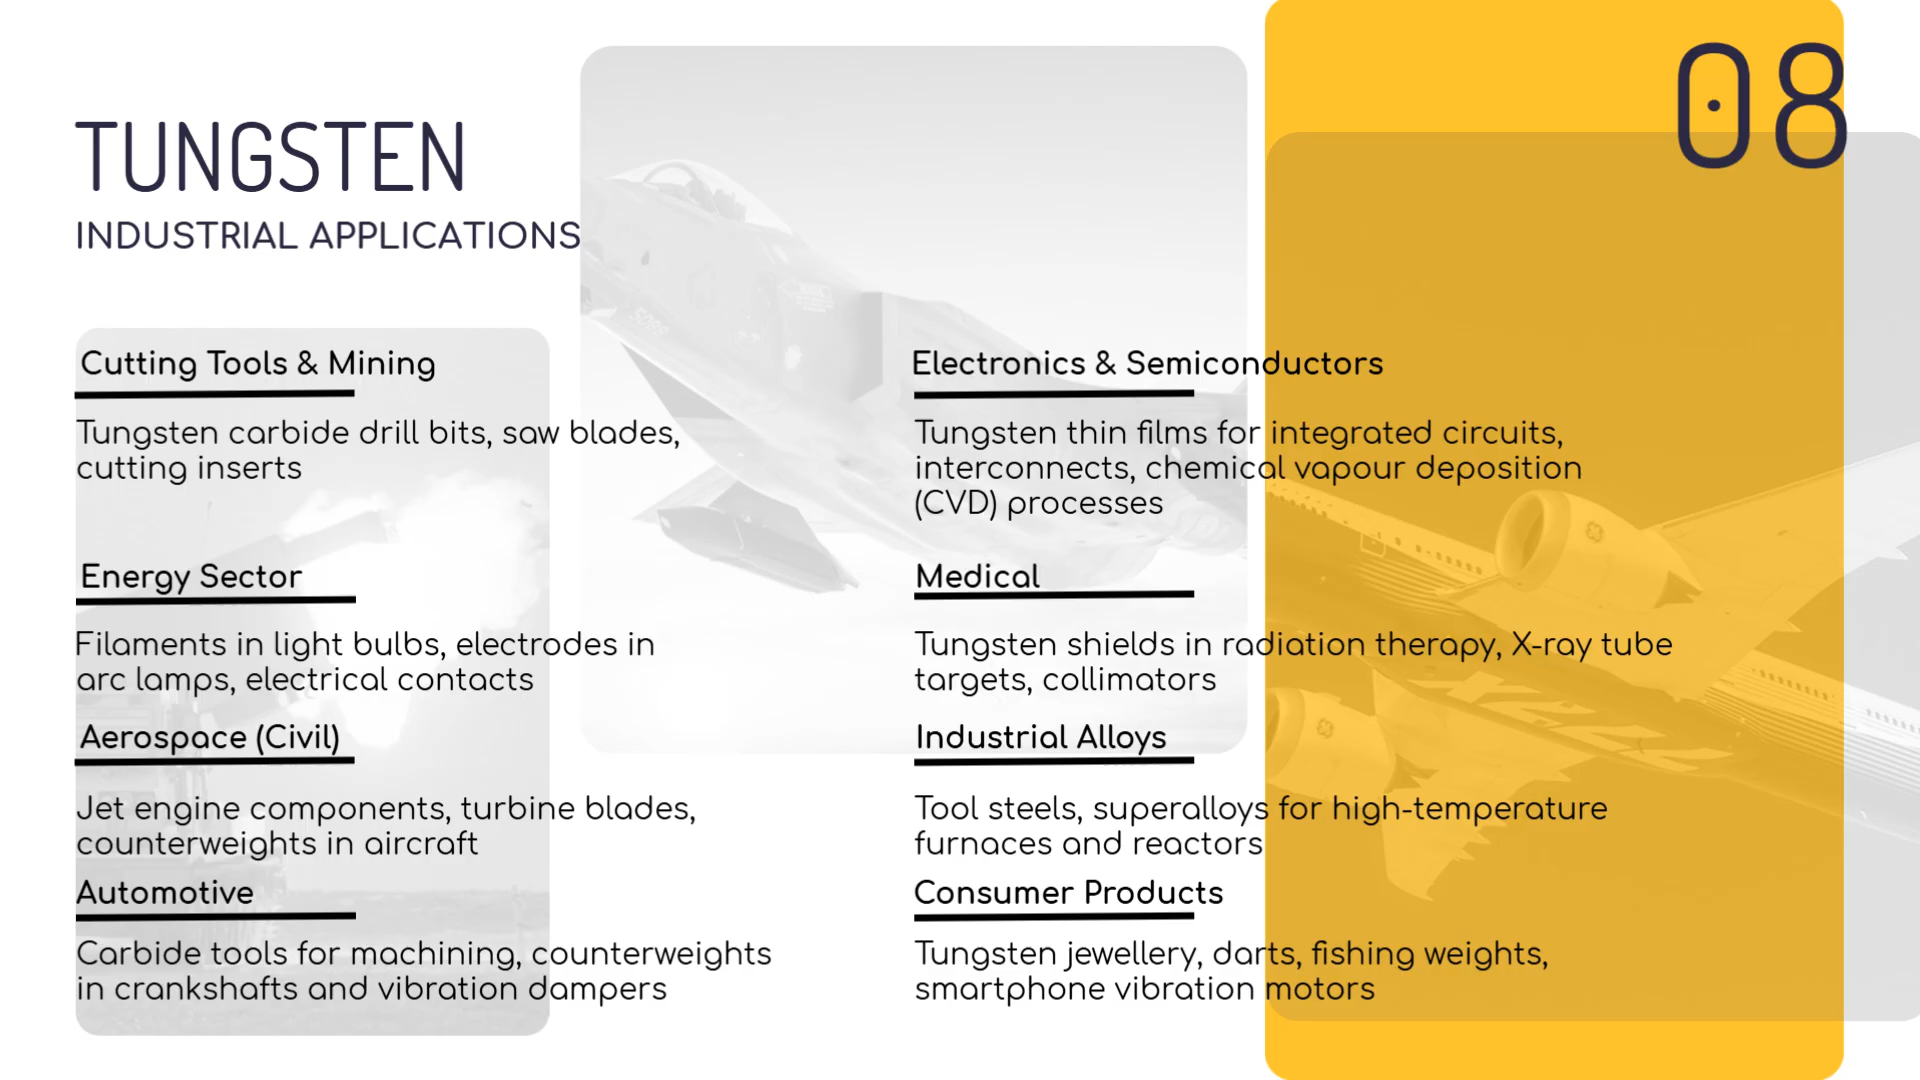 08
TUNGSTEN
INDUSTRIAL APPLICATIONS
Cutting Tools & Mining
Tungsten carbide drill bits, saw blades,
cutting inserts
Energy Sector
Filaments in light bulbs, electrodes in
arc lamps, electrical contacts
Aerospace (Civil)
Jet engine components, turbine blades,
counterweights in aircraft
Automotive
Carbide tools for machining, counterweights
in crankshafts and vibration dampers
Electronics & Semiconductors
Tungsten thin films for integrated circuits,
interconnects, chemical vapour deposition
(CVD) processes
Medical
Tungsten shields in radiation therapy, X-ray tube
targets, collimators
Industrial Alloys
Tool steels, superalloys for high-temperature
furnaces and reactors
Consumer Products
Tungsten jewellery, darts, fishing weights,
smartphone vibration motors